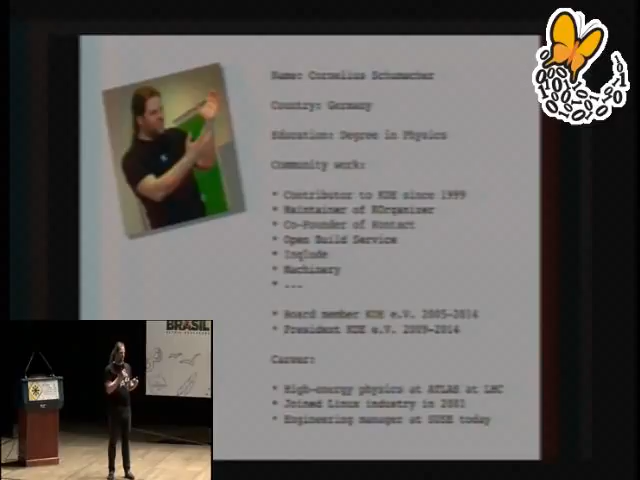 Name: Cornelius Schumacher
Country: Germany
Education: Degree in Physics
Community work:
* Contributor to KDE since 1999
* Maintainer of KOrganizer
* Co-Founder of Kontact
* Open Build Service
* Inqlude
* Machinery
* ---
* Board member KDE e.V. 2005-2014
* President KDE e.V. 2009-2014
Career:
* High-energy physics at ATLAS at LHC
* Joined Linux industry in
* Engineering manager at SUSE today
BRASIL